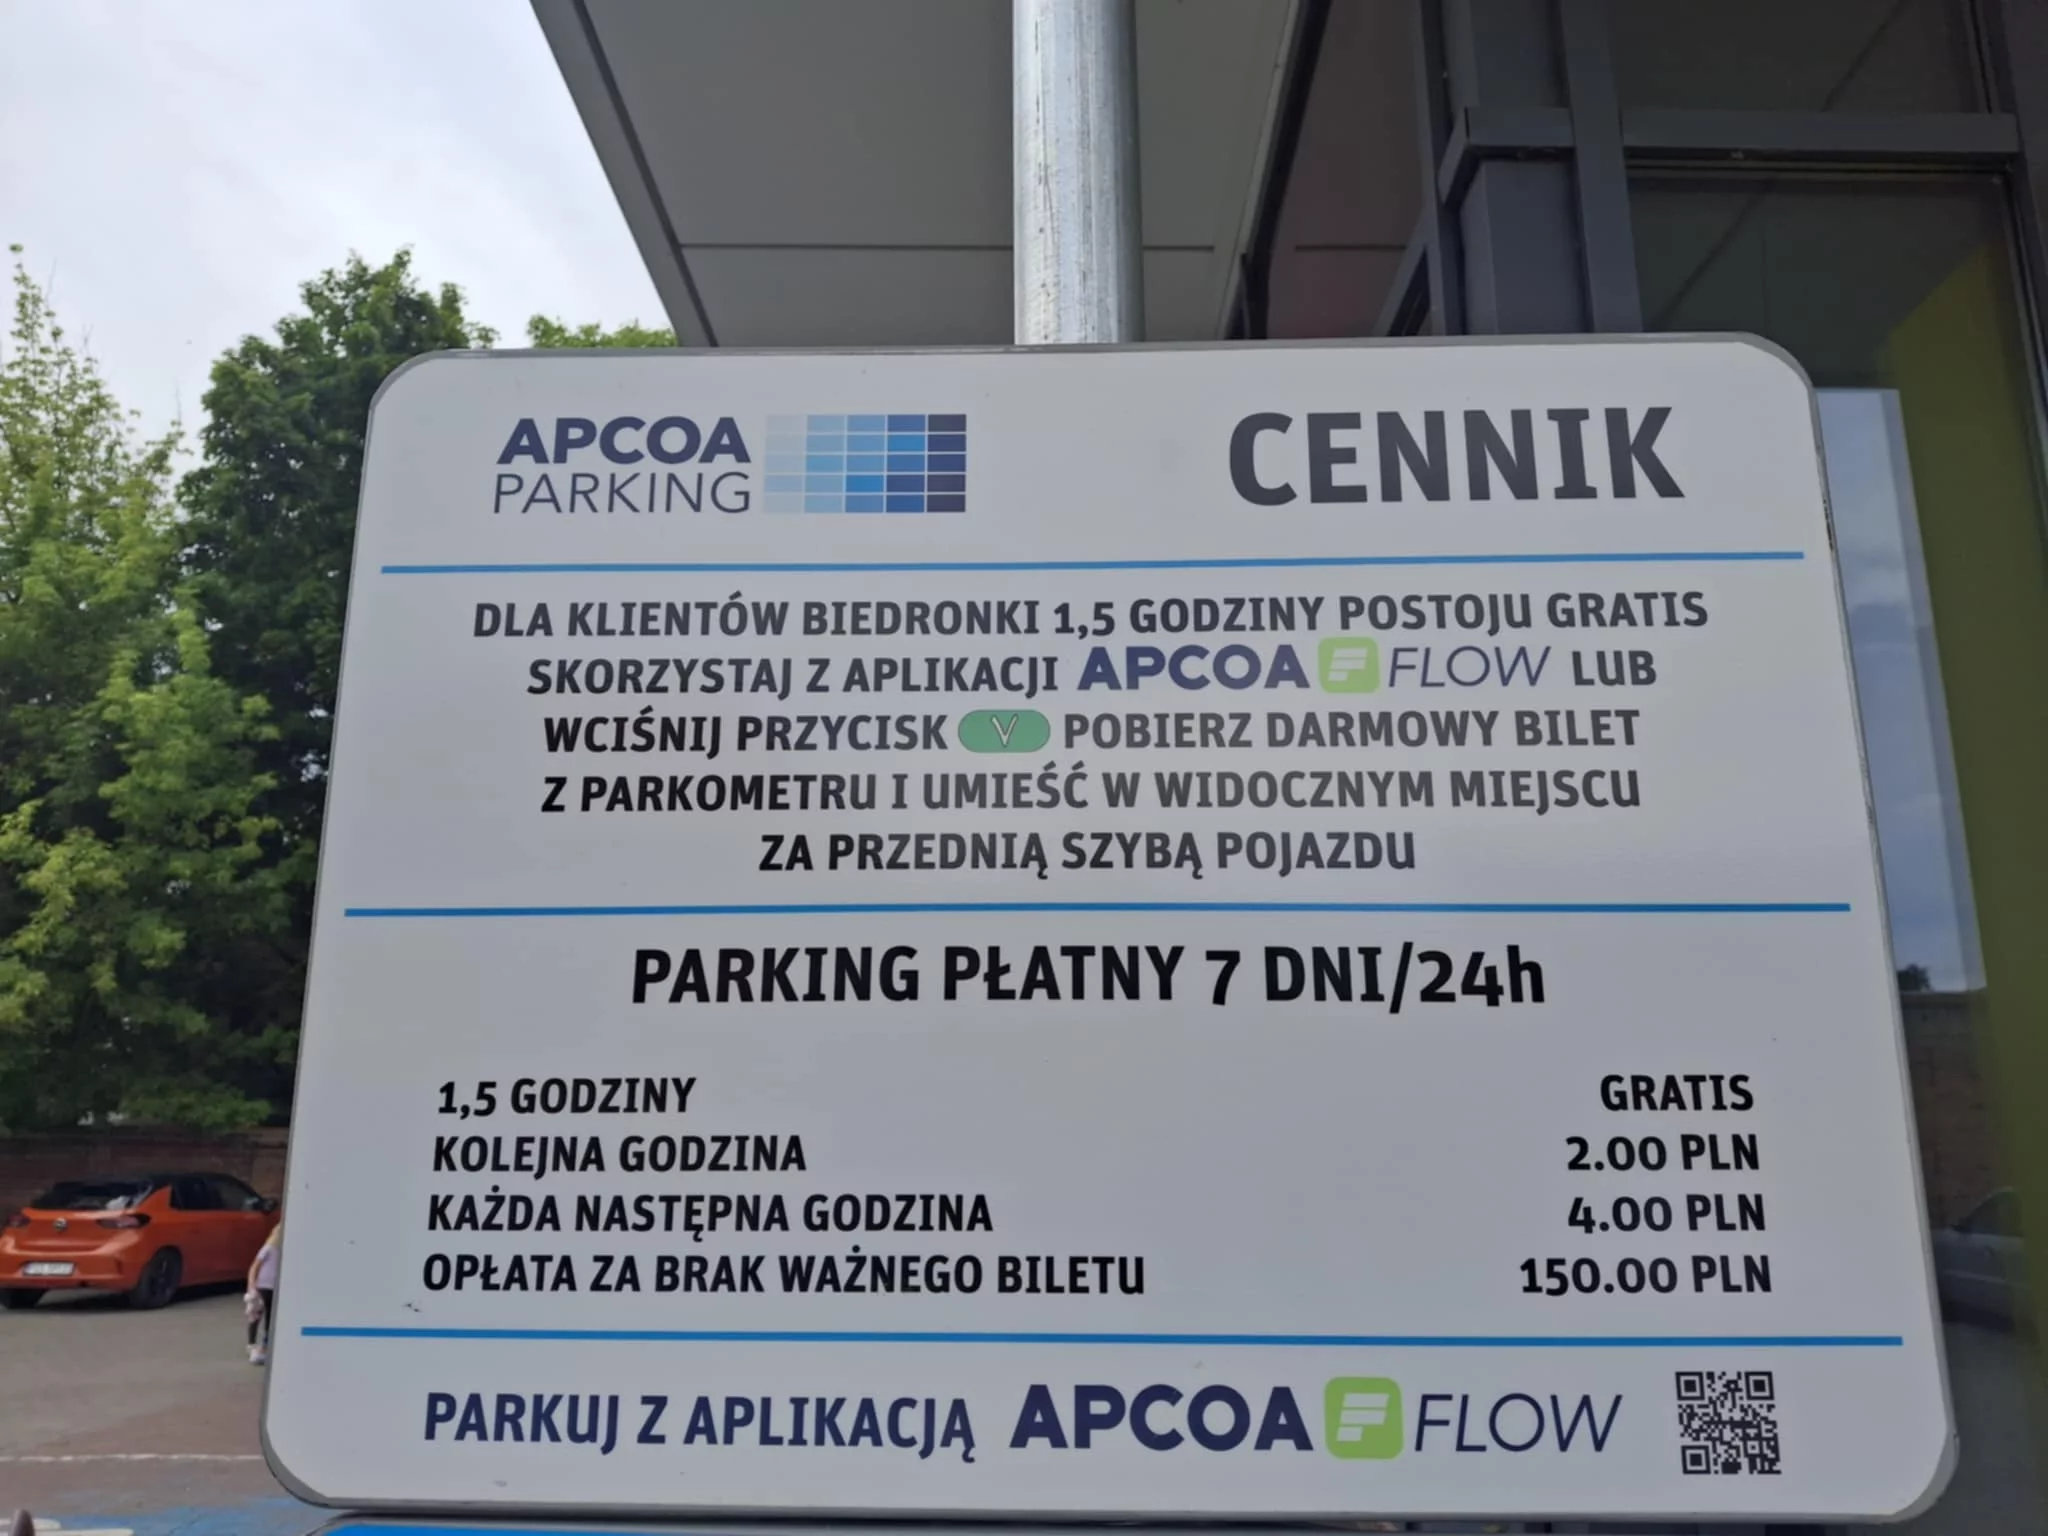 APCOA
PARKING
CENNIK
DLA KLIENTÓW BIEDRONKI 1,5 GODZINY POSTOJU GRATIS
SKORZYSTAJ Z APLIKACJI APCOA FLOW LUB
WCIŚNIJ PRZYCISK V POBIERZ DARMOWY BILET
Z PARKOMETRU I UMIEŚĆ W WIDOCZNYM MIEJSCU
ZA PRZEDNIĄ SZYBĄ POJAZDU
PARKING PŁATNY 7 DNI/24h
1,5 GODZINY GRATIS
KOLEJNA GODZINA 2.00 PLN
KAŻDA NASTĘPNA GODZINA 4.00 PLN
OPŁATA ZA BRAK WAŻNEGO BILETU 150.00 PLN
PARKUJ Z APLIKACJĄ APCOA FLOW